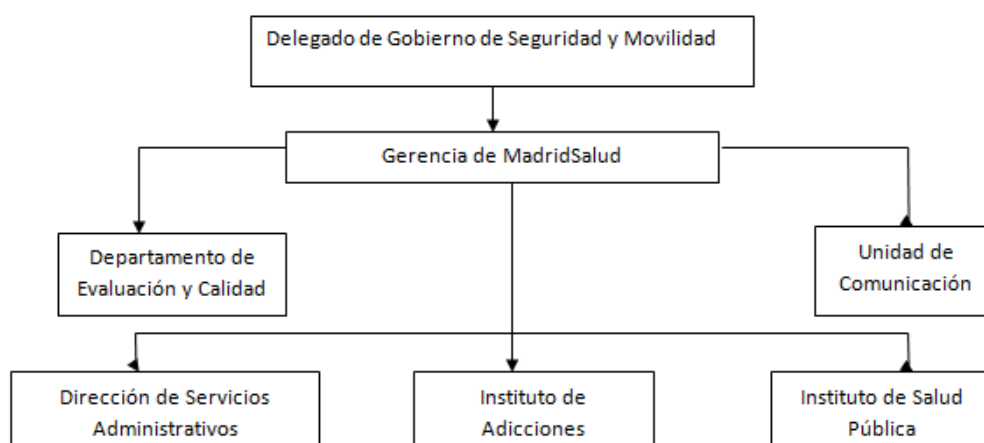 Delegado de Gobierno de Seguridad y Movilidad
Gerencia de MadridSalud
Departamento de
Evaluación y Calidad
Unidad de
Comunicación
Dirección de Servicios
Administrativos
Instituto de
Adicciones
Instituto de Salud
Pública